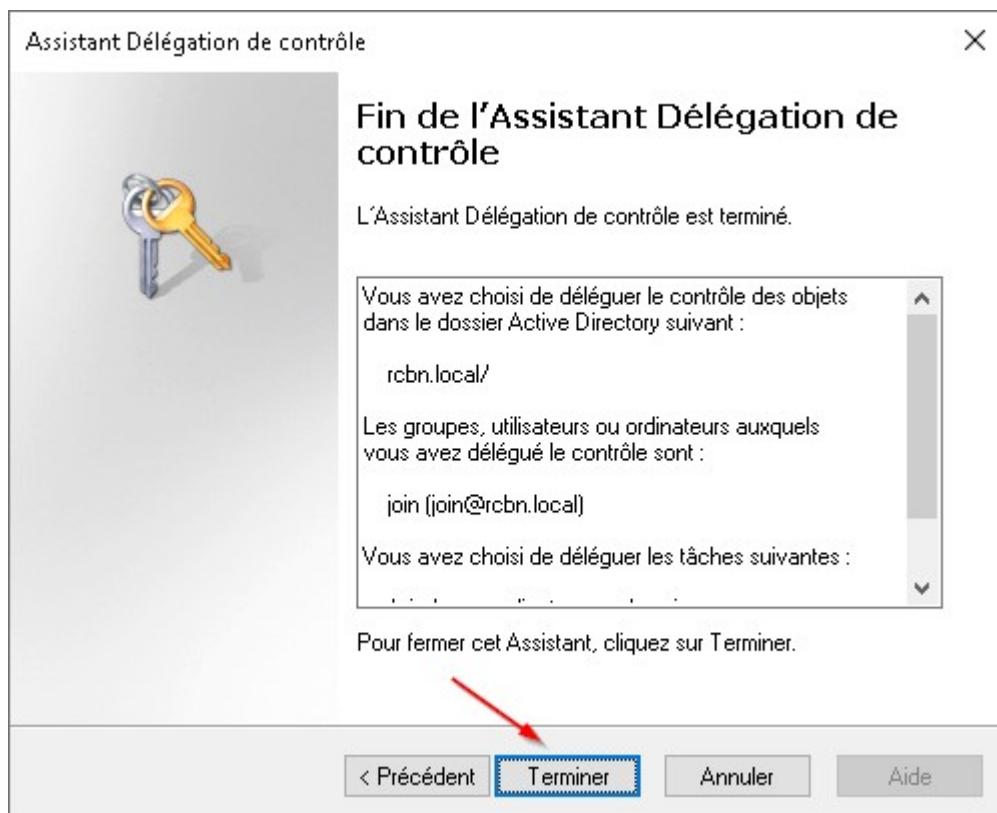 Assistant Délégation de contrôle
Fin de l'Assistant Délégation de
contrôle
L'Assistant Délégation de contrôle est terminé.
Vous avez choisi de déléguer le contrôle des objets
dans le dossier Active Directory suivant :
rcbn.local/
Les groupes, utilisateurs ou ordinateurs auxquels
vous avez délégué le contrôle sont :
join (join@rcbn.local)
Vous avez choisi de déléguer les tâches suivantes :
Pour fermer cet Assistant, cliquez sur Terminer.
< Précédent
Terminer
Annuler
Aide